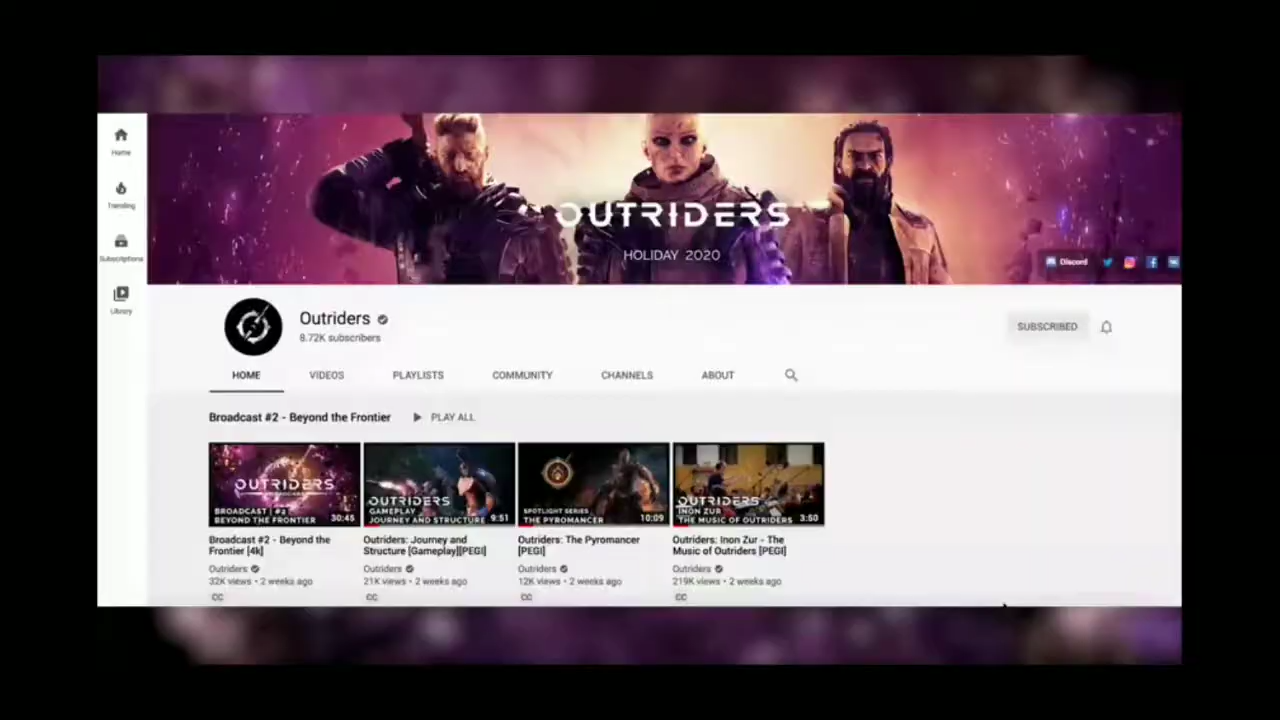 Home
Trending
Subscriptions
Library
OUTRIDERS
HOLIDAY 2020
Discord
Outriders
8.72K subscribers
SUBSCRIBED
HOME VIDEOS PLAYLISTS COMMUNITY CHANNELS ABOUT
Broadcast #2 - Beyond the Frontier PLAY ALL
OUTRIDERS
BROADCAST #2
BEYOND THE FRONTIER 30:45
OUTRIDERS
GAMEPLAY
JOURNEY AND STRUCTURE 9:51
SPOTLIGHT SERIES
THE PYROMANCER 10:09
OUTRIDERS
INON ZUR
THE MUSIC OF OUTRIDERS 3:50
Broadcast #2 - Beyond the
Frontier [4k]
Outriders
32K views • 2 weeks ago
CC
Outriders: Journey and
Structure [Gameplay][PEGI]
Outriders
21K views • 2 weeks ago
CC
Outriders: The Pyromancer
[PEGI]
Outriders
12K views • 2 weeks ago
CC
Outriders: Inon Zur - The
Music of Outriders [PEGI]
Outriders
219K views • 2 weeks ago
CC